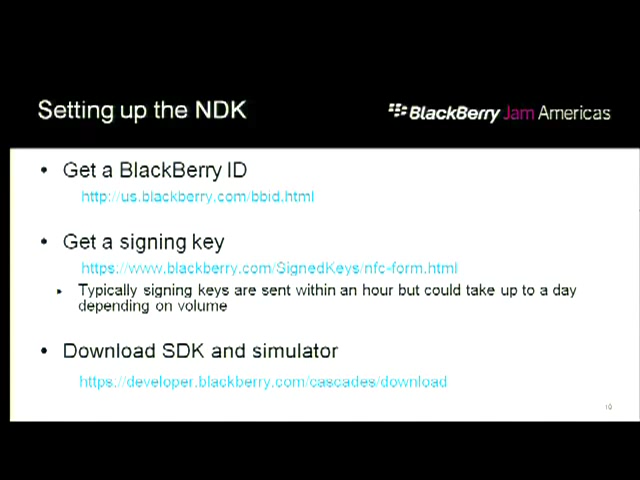 Setting up the NDK
BlackBerry Jam Americas
• Get a BlackBerry ID
http://us.blackberry.com/bbid.html
• Get a signing key
https://www.blackberry.com/SignedKeys/nfc-form.html
▸ Typically signing keys are sent within an hour but could take up to a day
depending on volume
• Download SDK and simulator
https://developer.blackberry.com/cascades/download
10